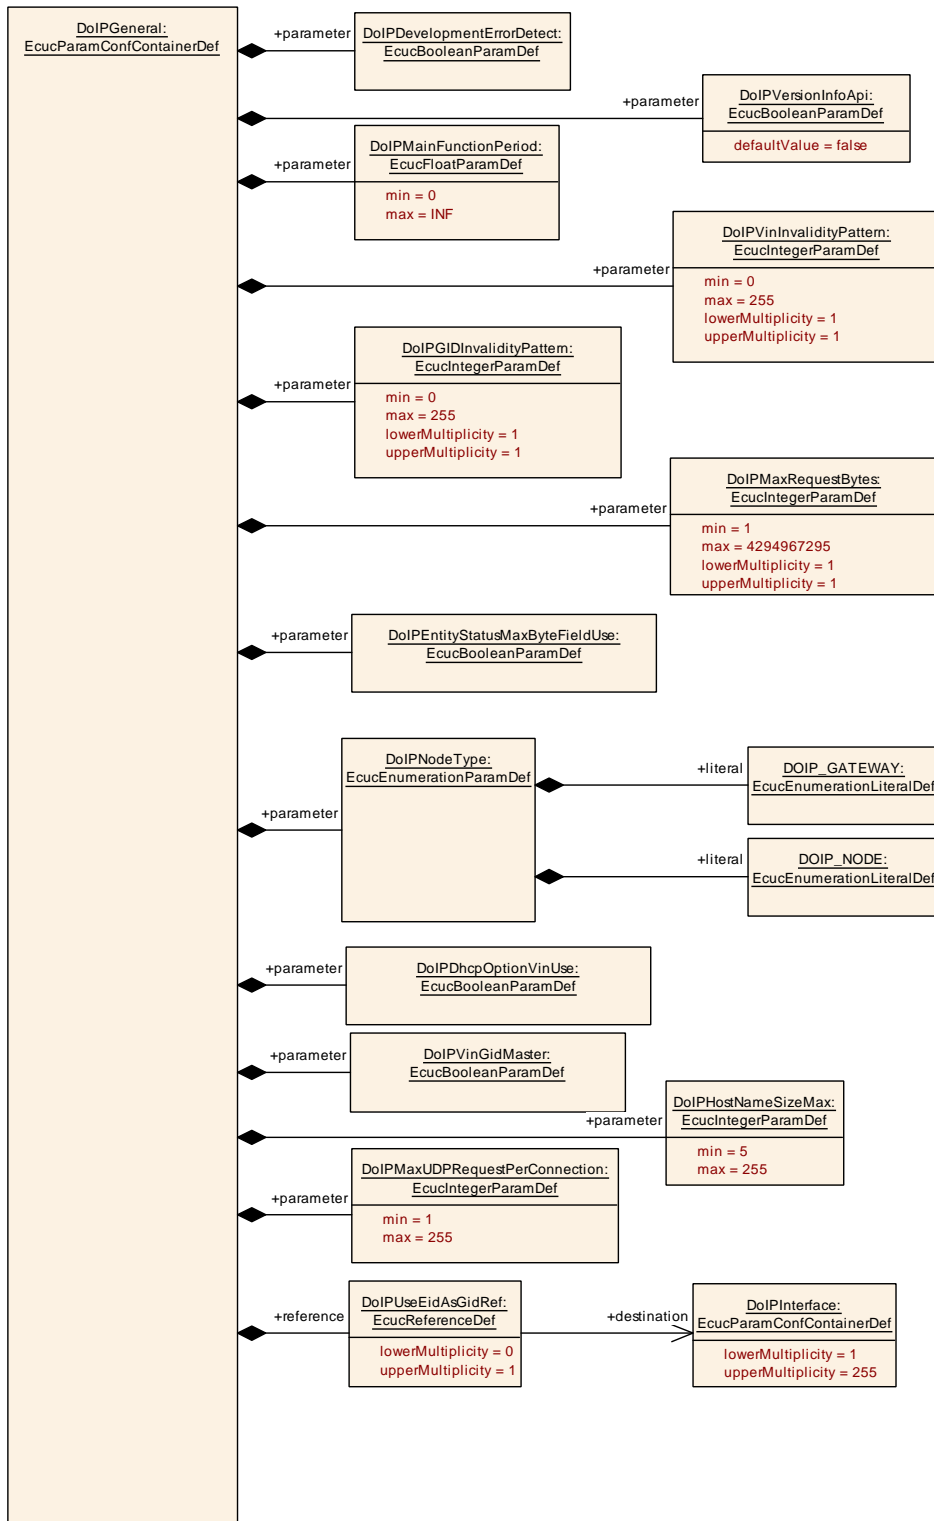 DoIPGeneral:
EcucParamConfContainerDef
+parameter
DoIPDevelopmentErrorDetect:
EcucBooleanParamDef
+parameter
DoIPVersionInfoApi:
EcucBooleanParamDef
defaultValue = false
+parameter
DoIPMainFunctionPeriod:
EcucFloatParamDef
min = 0
max = INF
+parameter
DoIPVinInvalidityPattern:
EcucIntegerParamDef
min = 0
max = 255
lowerMultiplicity = 1
upperMultiplicity = 1
+parameter
DoIPGIDInvalidityPattern:
EcucIntegerParamDef
min = 0
max = 255
lowerMultiplicity = 1
upperMultiplicity = 1
+parameter
DoIPMaxRequestBytes:
EcucIntegerParamDef
min = 1
max = 4294967295
lowerMultiplicity = 1
upperMultiplicity = 1
+parameter
DoIPEntityStatusMaxByteFieldUse:
EcucBooleanParamDef
+parameter
DoIPNodeType:
EcucEnumerationParamDef
+literal
DOIP_GATEWAY:
EcucEnumerationLiteralDef
+literal
DOIP_NODE:
EcucEnumerationLiteralDef
+parameter
DoIPDhcpOptionVinUse:
EcucBooleanParamDef
+parameter
DoIPVinGidMaster:
EcucBooleanParamDef
+parameter
DoIPHostNameSizeMax:
EcucIntegerParamDef
min = 5
max = 255
+parameter
DoIPMaxUDPRequestPerConnection:
EcucIntegerParamDef
min = 1
max = 255
+reference
DoIPUseEidAsGidRef:
EcucReferenceDef
lowerMultiplicity = 0
upperMultiplicity = 1
+destination
DoIPInterface:
EcucParamConfContainerDef
lowerMultiplicity = 1
upperMultiplicity = 255